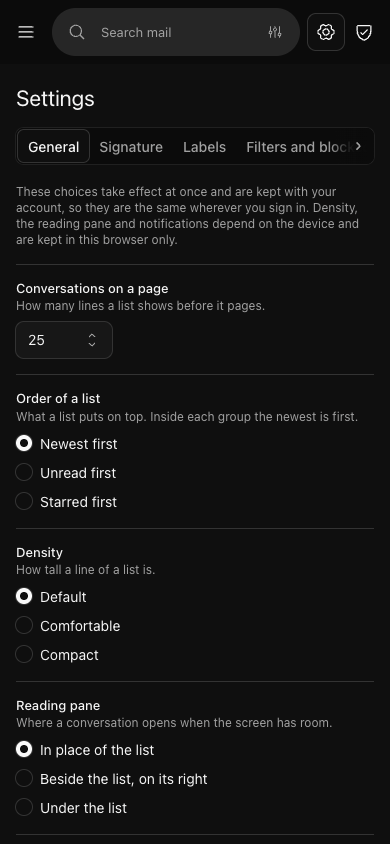 Search mail
Settings
General
Signature
Labels
Filters and block
These choices take effect at once and are kept with your
account, so they are the same wherever you sign in. Density,
the reading pane and notifications depend on the device and
are kept in this browser only.
Conversations on a page
How many lines a list shows before it pages.
25
Order of a list
What a list puts on top. Inside each group the newest is first.
Newest first
Unread first
Starred first
Density
How tall a line of a list is.
Default
Comfortable
Compact
Reading pane
Where a conversation opens when the screen has room.
In place of the list
Beside the list, on its right
Under the list